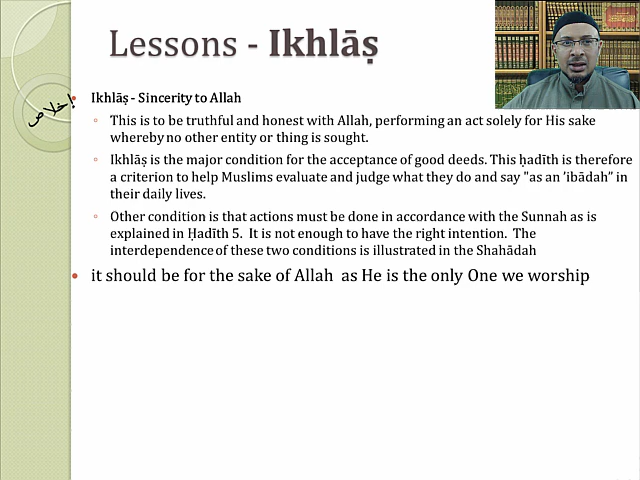 Lessons - Ikhlāṣ
إخلاص
Ikhlāṣ - Sincerity to Allah
This is to be truthful and honest with Allah, performing an act solely for His sake
whereby no other entity or thing is sought.
Ikhlāṣ is the major condition for the acceptance of good deeds. This ḥadīth is therefore
a criterion to help Muslims evaluate and judge what they do and say "as an 'ibādah” in
their daily lives.
Other condition is that actions must be done in accordance with the Sunnah as is
explained in Ḥadīth 5. It is not enough to have the right intention. The
interdependence of these two conditions is illustrated in the Shahādah
it should be for the sake of Allah as He is the only One we worship